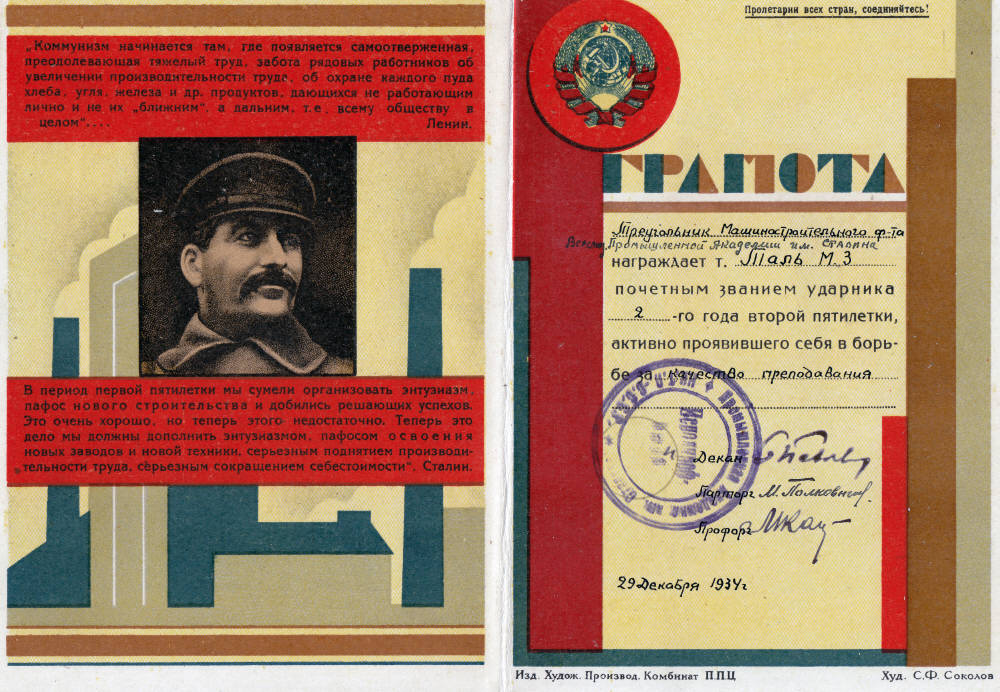 „Коммунизм начинается там, где появляется самоотверженная,
преодолевающая тяжелый труд, забота рядовых работников об
увеличении производительности труда, об охране каждого пуда
хлеба, угля, железа и др. продуктов, дающихся не работающим
лично и не их „ближним“, а дальним, т.е. всему обществу в
целом“....
Ленин.
В период первой пятилетки мы сумели организовать энтузиазм,
пафос нового строительства и добились решающих успехов.
Это очень хорошо, но теперь этого недостаточно. Теперь это
дело мы должны дополнить энтузиазмом, пафосом освоения
новых заводов и новой техники, серьезным поднятием производи-
тельности труда, серьезным сокращением себестоимости“. Сталин.
Пролетарии всех стран, соединяйтесь!
ГРАМОТА
Треугольник Машиностроительного ф-та
Промышленной Академии им. Сталина
награждает т. Таль М.З
почетным званием ударника
2 -го года второй пятилетки,
активно проявившего себя в борь-
бе за качество преподавания
Промышленная
Декан
Парторг М. Полковн
Профорг МКац
29 Декабря 1934г
Изд. Худож. Производ. Комбинат П.П.Ц
Худ. С.Ф. Соколов